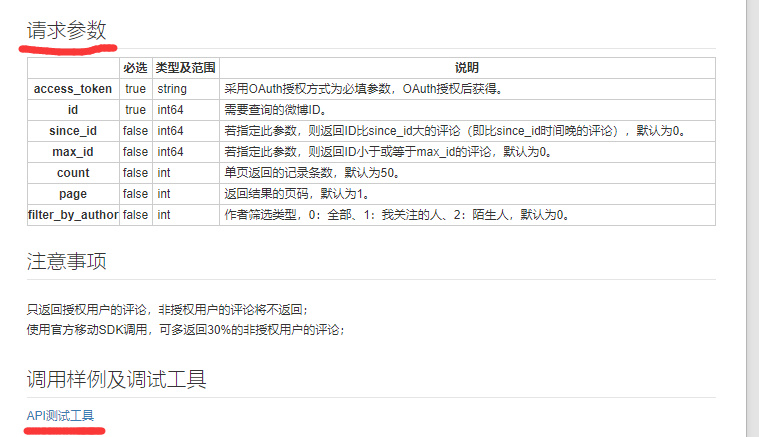 请求参数
必选 类型及范围 说明
access_token true string 采用OAuth授权方式为必填参数，OAuth授权后获得。
id true int64 需要查询的微博ID。
since_id false int64 若指定此参数，则返回ID比since_id大的评论（即比since_id时间晚的评论），默认为0。
max_id false int64 若指定此参数，则返回ID小于或等于max_id的评论，默认为0。
count false int 单页返回的记录条数，默认为50。
page false int 返回结果的页码，默认为1。
filter_by_author false int 作者筛选类型，0：全部、1：我关注的人、2：陌生人，默认为0。
注意事项
只返回授权用户的评论，非授权用户的评论将不返回；
使用官方移动SDK调用，可多返回30%的非授权用户的评论；
调用样例及调试工具
API测试工具